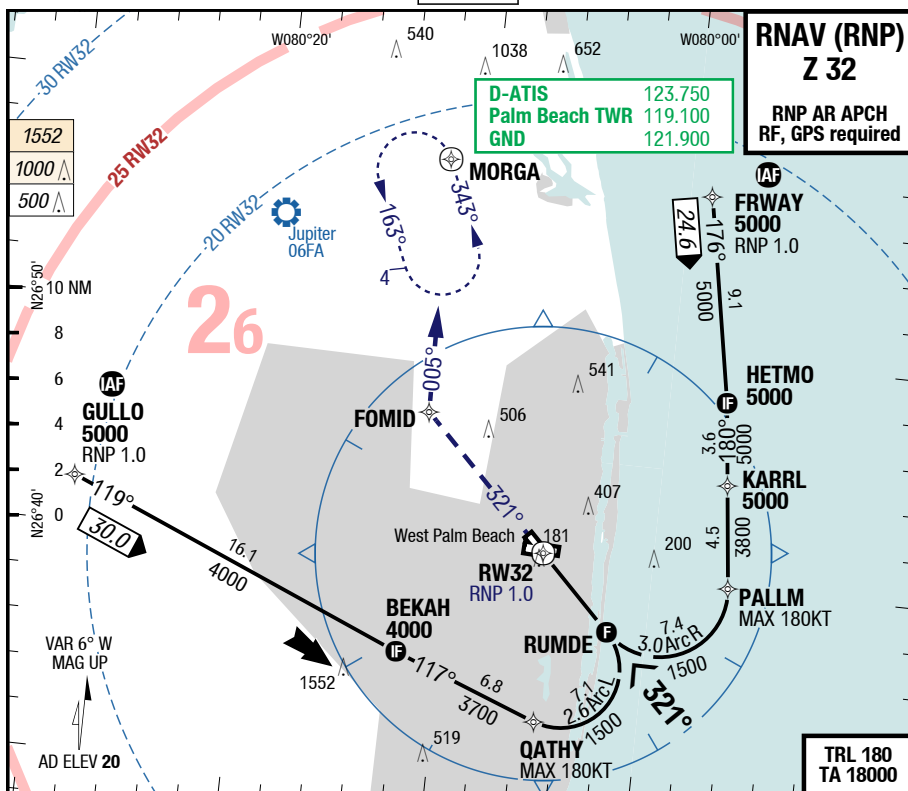 RNAV (RNP)
Z 32
RNP AR APCH
RF, GPS required
W080°20'
W080°00'
540
1038
652
30 RW32
25 RW32
20 RW32
1552
1000
500
D-ATIS 123.750
Palm Beach TWR 119.100
GND 121.900
MORGA
343°
163°
4
Jupiter
06FA
IAF
FRWAY
5000
RNP 1.0
24.6
176°
5000
9.1
N26°50'
10 NM
8
6
4
2
0
N26°40'
26
IAF
GULLO
5000
RNP 1.0
119°
30.0
16.1
4000
005°
FOMID
541
506
407
321°
IF
HETMO
5000
3.6
180°
5000
KARRL
5000
4.5
3800
West Palm Beach
181
200
RW32
RNP 1.0
PALLM
MAX 180KT
F
RUMDE
7.4
3.0 Arc R
1500
BEKAH
4000
IF
117°
6.8
3700
7.1
2.6 Arc L
1500
321°
QATHY
MAX 180KT
1552
519
VAR 6° W
MAG UP
AD ELEV 20
TRL 180
TA 18000